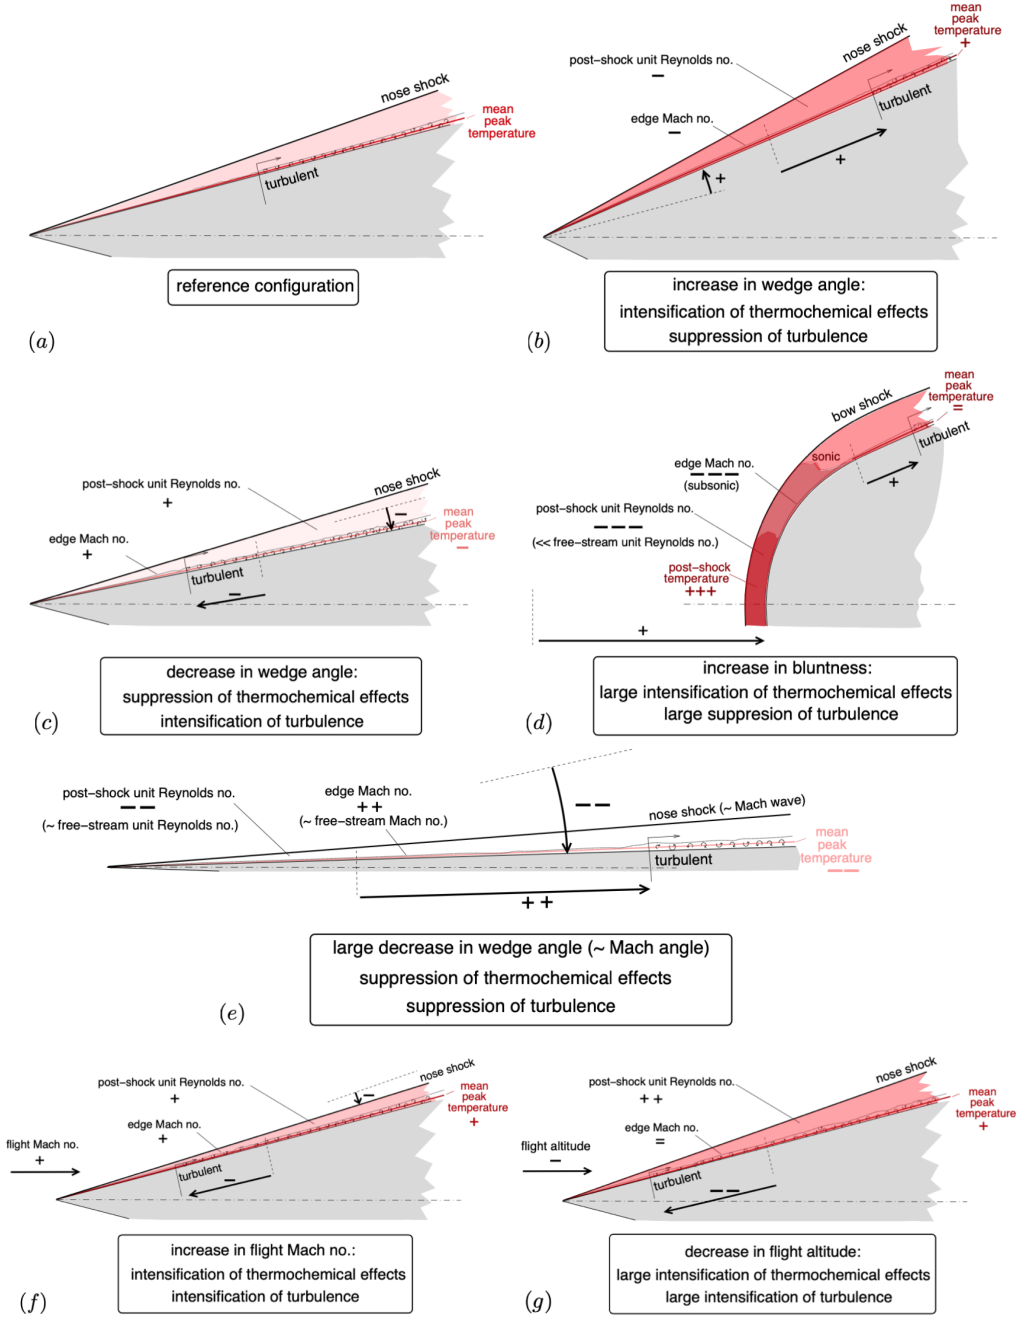 nose shock
mean
peak
temperature
turbulent
reference configuration
(a)
mean
peak
temperature
+
nose shock
post-shock unit Reynolds no.
−
edge Mach no.
−
turbulent
+
+
increase in wedge angle:
intensification of thermochemical effects
suppression of turbulence
(b)
nose shock
post-shock unit Reynolds no.
+
−
mean
peak
temperature
−
edge Mach no.
+
turbulent
−
decrease in wedge angle:
suppression of thermochemical effects
intensification of turbulence
(c)
mean
peak
temperature
=
bow shock
turbulent
sonic
edge Mach no.
− − −
(subsonic)
+
post-shock unit Reynolds no.
− − −
(<< free-stream unit Reynolds no.)
post-shock
temperature
+++
+
increase in bluntness:
large intensification of thermochemical effects
large suppresion of turbulence
(d)
post-shock unit Reynolds no.
− −
(~ free-stream unit Reynolds no.)
edge Mach no.
++
(~ free-stream Mach no.)
− −
nose shock (~ Mach wave)
mean
peak
temperature
− −
turbulent
++
large decrease in wedge angle (~ Mach angle)
suppression of thermochemical effects
suppression of turbulence
(e)
nose shock
post-shock unit Reynolds no.
+
−
mean
peak
temperature
+
edge Mach no.
+
flight Mach no.
+
turbulent
−
increase in flight Mach no.:
intensification of thermochemical effects
intensification of turbulence
(f)
nose shock
post-shock unit Reynolds no.
++
mean
peak
temperature
+
edge Mach no.
=
flight altitude
−
turbulent
− −
decrease in flight altitude:
large intensification of thermochemical effects
large intensification of turbulence
(g)